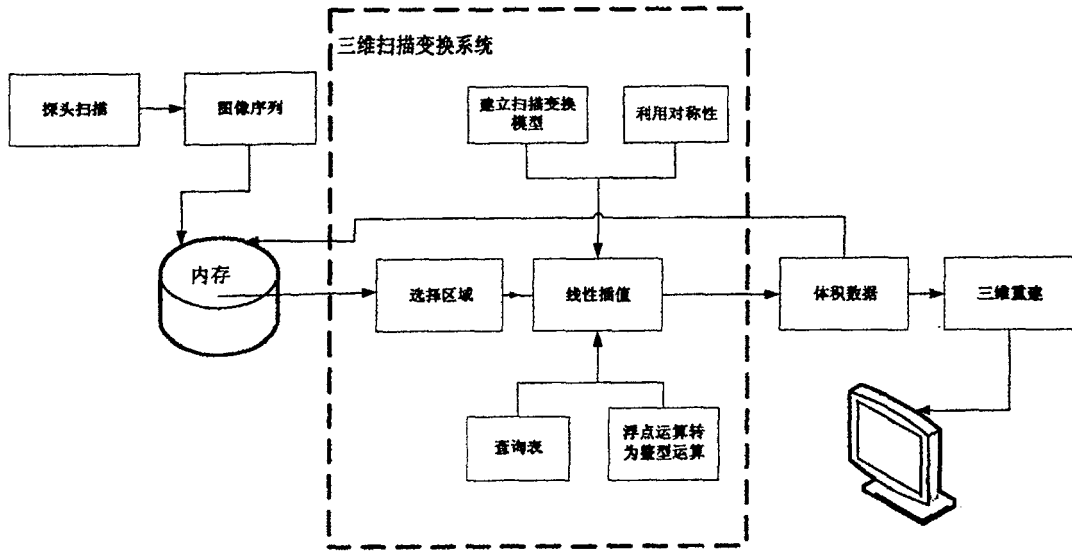 三维扫描变换系统
探头扫描
图像序列
建立扫描变换
模型
利用对称性
内存
选择区域
线性插值
体积数据
三维重建
查询表
浮点运算转
为整型运算